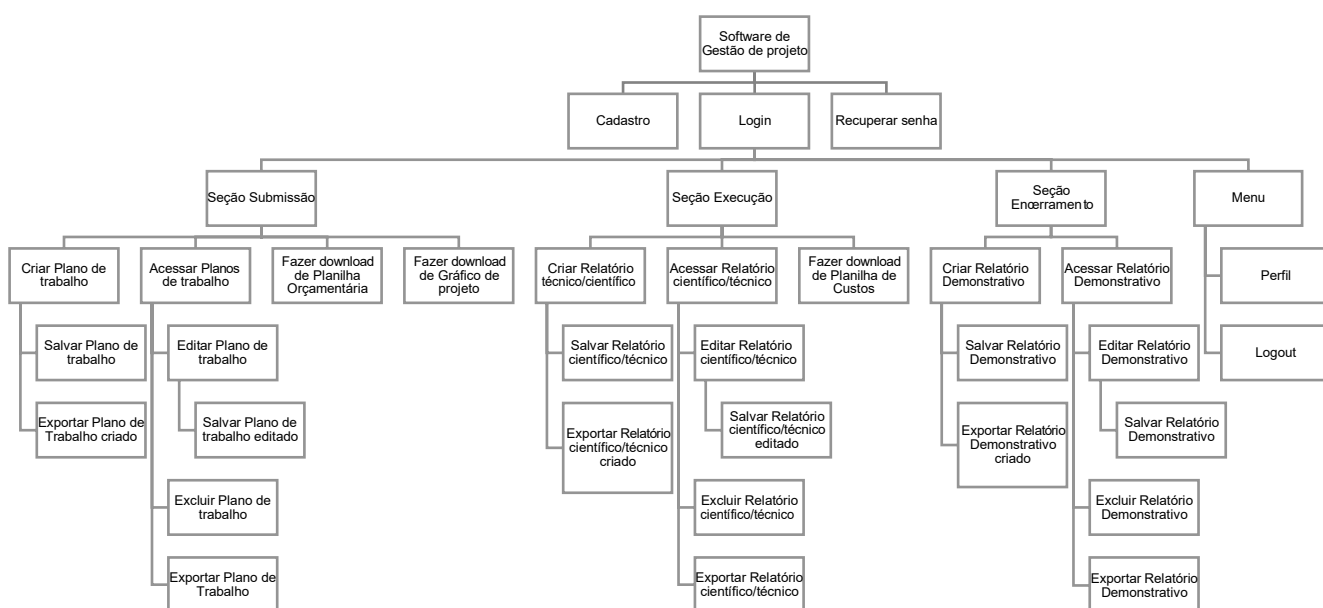 Software de
Gestão de projeto
Cadastro
Login
Recuperar senha
Seção Submissão
Seção Execução
Seção
Encerramento
Menu
Criar Plano de
trabalho
Acessar Planos
de trabalho
Fazer download
de Planilha
Orçamentária
Fazer download
de Gráfico de
projeto
Criar Relatório
técnico/científico
Acessar Relatório
científico/técnico
Fazer download
de Planilha de
Custos
Criar Relatório
Demonstrativo
Acessar Relatório
Demonstrativo
Perfil
Salvar Plano de
trabalho
Editar Plano de
trabalho
Salvar Relatório
científico/técnico
Editar Relatório
científico/técnico
Salvar Relatório
Demonstrativo
Editar Relatório
Demonstrativo
Logout
Exportar Plano de
Trabalho criado
Salvar Plano de
trabalho editado
Exportar Relatório
científico/técnico
criado
Salvar Relatório
científico/técnico
editado
Exportar Relatório
Demonstrativo
criado
Salvar Relatório
Demonstrativo
Excluir Plano de
trabalho
Excluir Relatório
científico/técnico
Excluir Relatório
Demonstrativo
Exportar Plano de
Trabalho
Exportar Relatório
científico/técnico
Exportar Relatório
Demonstrativo